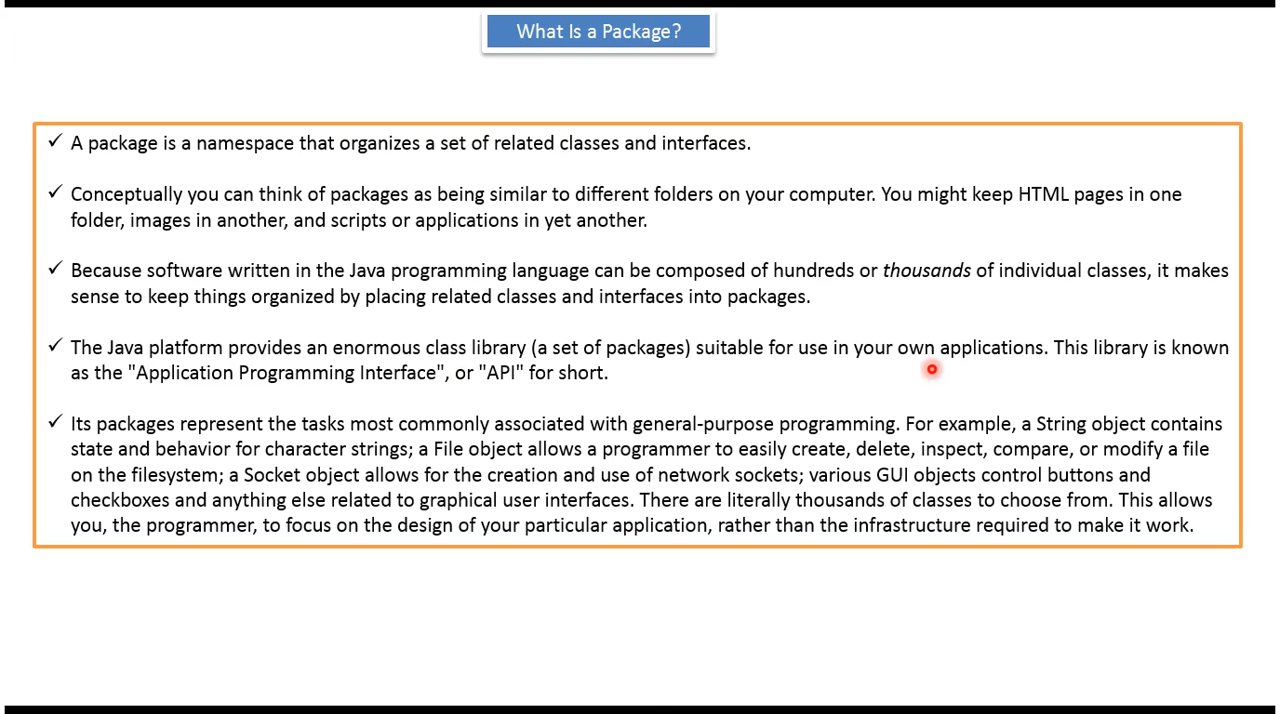 What Is a Package?
✓ A package is a namespace that organizes a set of related classes and interfaces.
✓ Conceptually you can think of packages as being similar to different folders on your computer. You might keep HTML pages in one
folder, images in another, and scripts or applications in yet another.
✓ Because software written in the Java programming language can be composed of hundreds or thousands of individual classes, it makes
sense to keep things organized by placing related classes and interfaces into packages.
✓ The Java platform provides an enormous class library (a set of packages) suitable for use in your own applications. This library is known
as the "Application Programming Interface", or "API" for short.
✓ Its packages represent the tasks most commonly associated with general-purpose programming. For example, a String object contains
state and behavior for character strings; a File object allows a programmer to easily create, delete, inspect, compare, or modify a file
on the filesystem; a Socket object allows for the creation and use of network sockets; various GUI objects control buttons and
checkboxes and anything else related to graphical user interfaces. There are literally thousands of classes to choose from. This allows
you, the programmer, to focus on the design of your particular application, rather than the infrastructure required to make it work.